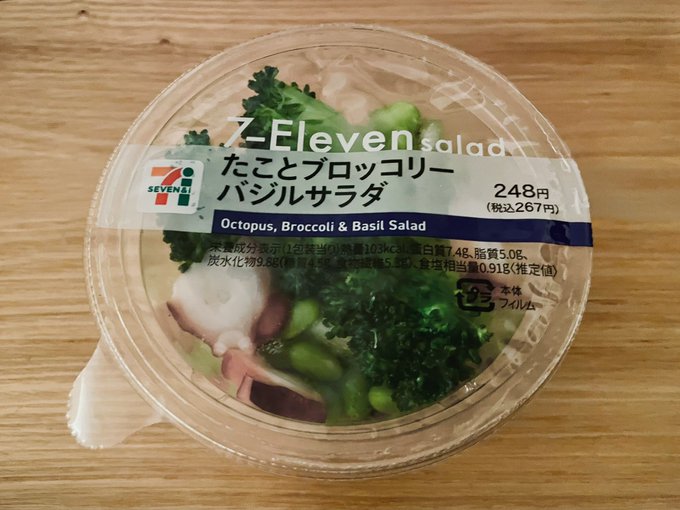 7-Eleven salad
たことブロッコリー
バジルサラダ
SEVEN&i
248円
(税込267円)
Octopus, Broccoli & Basil Salad
栄養成分表示(1包装当り)熱量103kcal、蛋白質7.4g、脂質5.0g、
炭水化物9.8g(糖質4.5g、食物繊維5.3g)、食塩相当量0.91g(推定値)
プラ
本体
フィルム